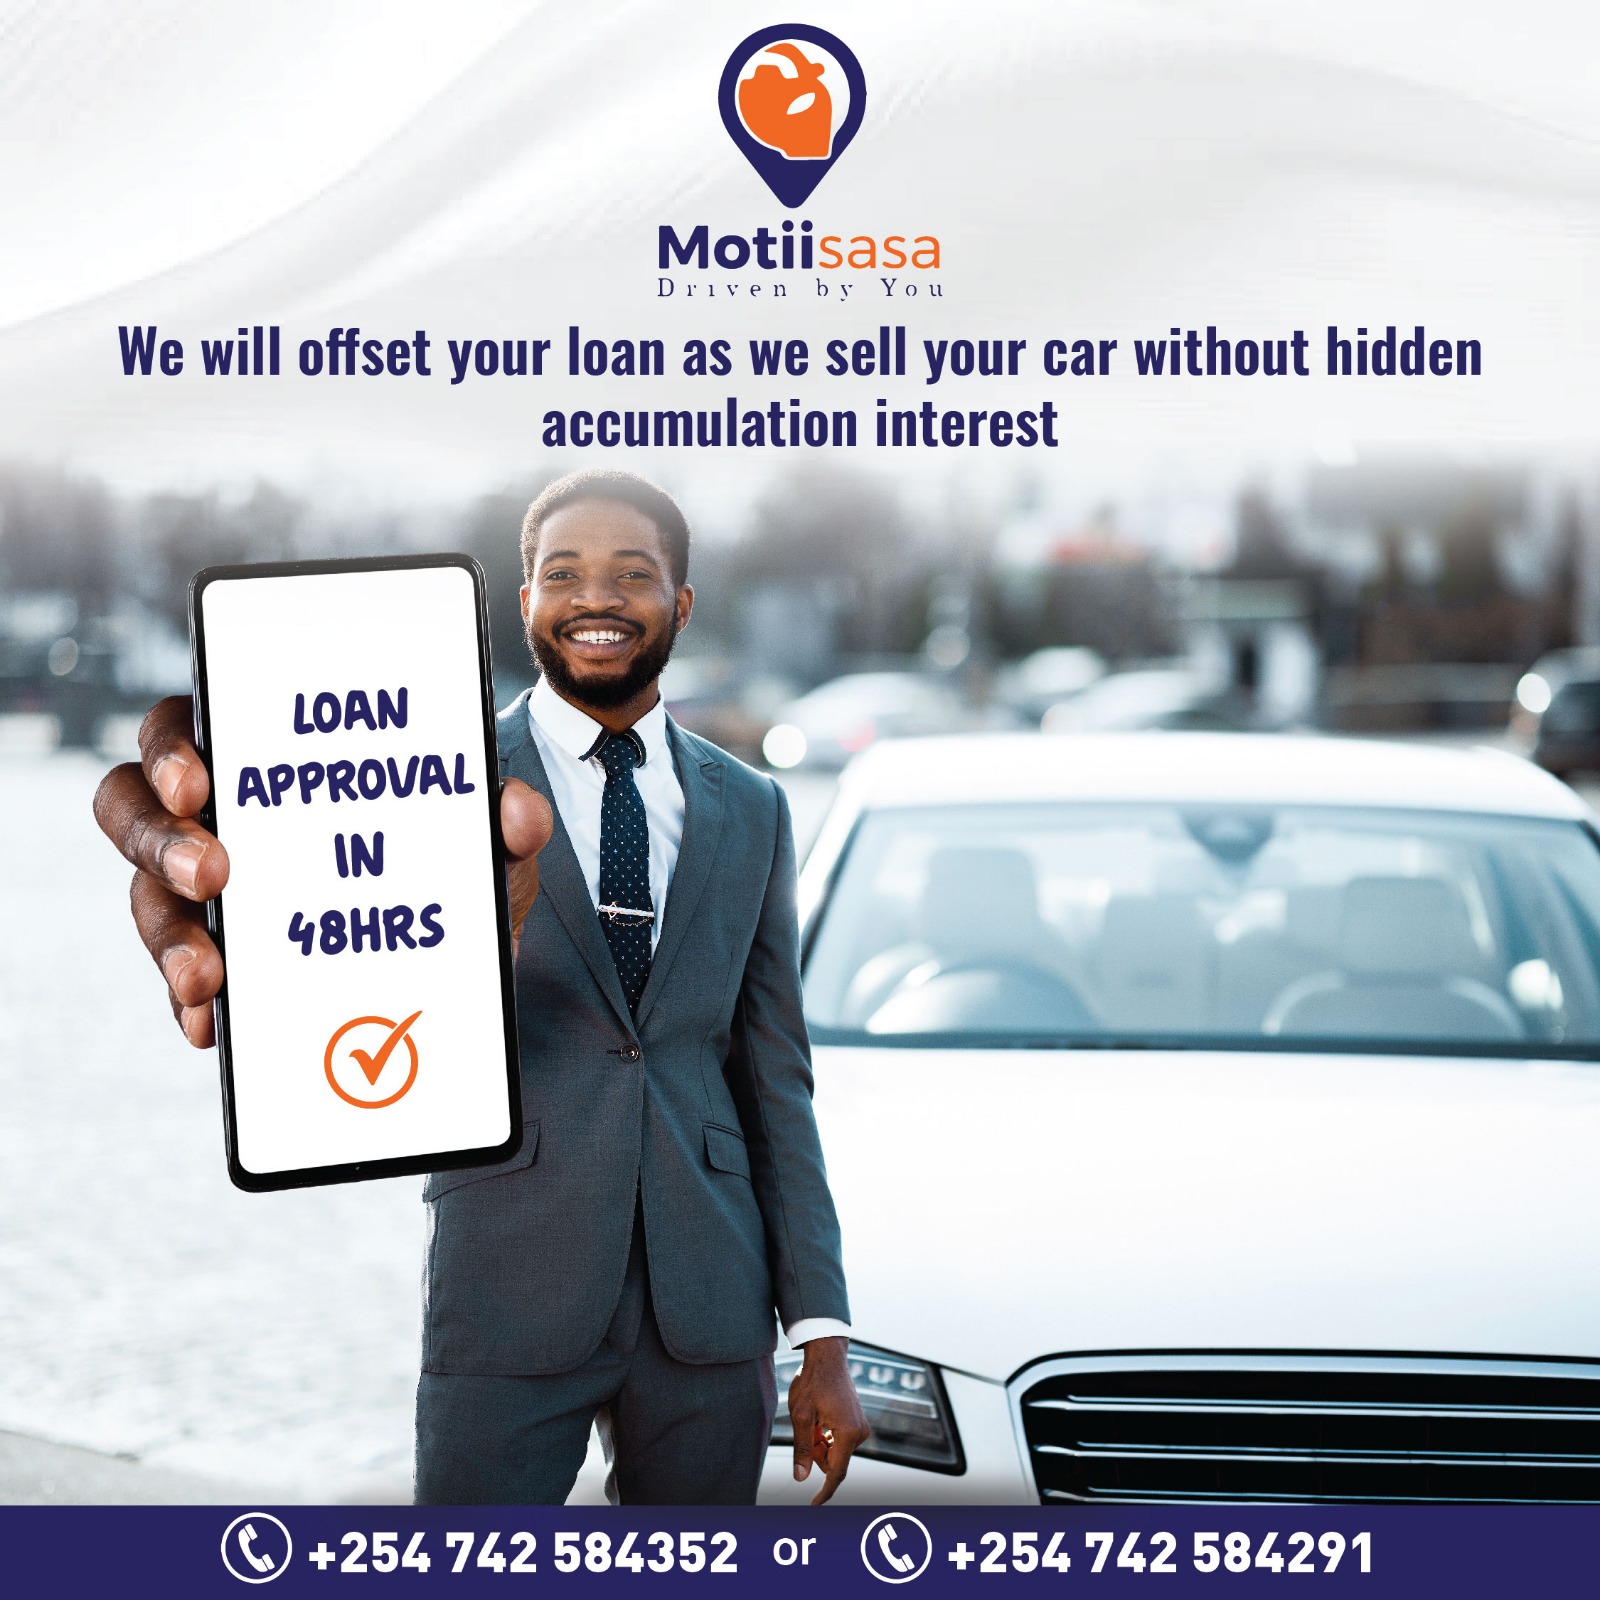 Motiisasa
Driven by You
We will offset your loan as we sell your car without hidden
accumulation interest
LOAN
APPROVAL
IN
48HRS
+254 742 584352 or +254 742 584291